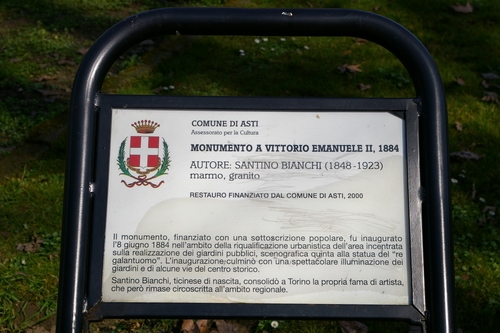 COMUNE DI ASTI
Assessorato per la Cultura
MONUMENTO A VITTORIO EMANUELE II, 1884
AUTORE: SANTINO BIANCHI (1848-1923)
marmo, granito
RESTAURO FINANZIATO DAL COMUNE DI ASTI, 2000
Il monumento, finanziato con una sottoscrizione popolare, fu inaugurato
l'8 giugno 1884 nell'ambito della riqualificazione urbanistica dell'area incentrata
sulla realizzazione dei giardini pubblici, scenografica quinta alla statua del "re
galantuomo". L'inaugurazione culminò con una spettacolare illuminazione dei
giardini e di alcune vie del centro storico.
Santino Bianchi, ticinese di nascita, consolidò a Torino la propria fama di artista,
che però rimase circoscritta all'ambito regionale.